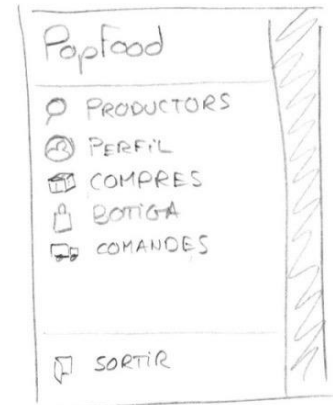 PopFood
PRODUCTORS
PERFIL
COMPRES
BOTIGA
COMANDES
SORTIR